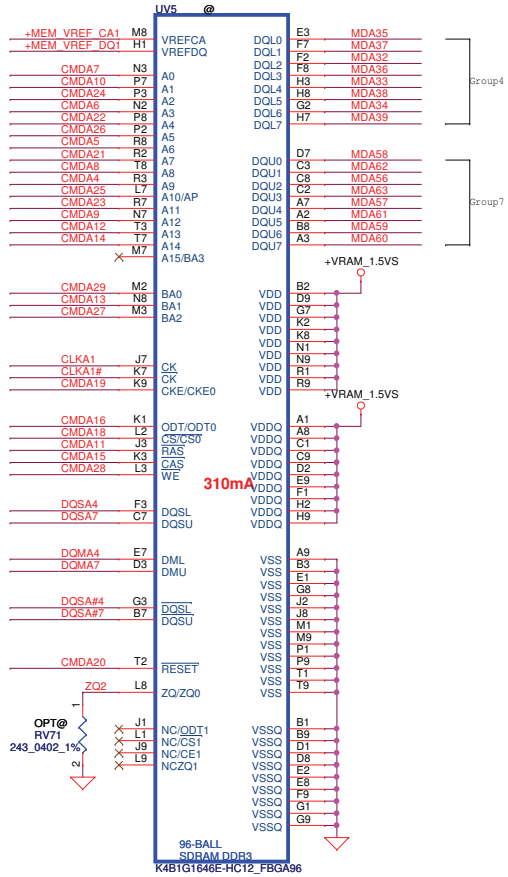 UV5 @
+MEM_VREF_CA1 M8 VREFCA
+MEM_VREF_DQ1 H1 VREFDQ
CMDA7 N3 A0
CMDA10 P7 A1
CMDA24 P3 A2
CMDA6 N2 A3
CMDA22 P8 A4
CMDA26 P2 A5
CMDA5 R8 A6
CMDA21 R2 A7
CMDA8 T8 A8
CMDA4 R3 A9
CMDA25 L7 A10/AP
CMDA23 R7 A11
CMDA9 N7 A12
CMDA12 T3 A13
CMDA14 T7 A14
M7 A15/BA3
CMDA29 M2 BA0
CMDA13 N8 BA1
CMDA27 M3 BA2
CLKA1 J7 CK
CLKA1# K7 CK
CMDA19 K9 CKE/CKE0
CMDA16 K1 ODT/ODT0
CMDA18 L2 CS/CS0
CMDA11 J3 RAS
CMDA15 K3 CAS
CMDA28 L3 WE
DQSA4 F3 DQSL
DQSA7 C7 DQSU
DQMA4 E7 DML
DQMA7 D3 DMU
DQSA#4 G3 DQSL
DQSA#7 B7 DQSU
CMDA20 T2 RESET
ZQ2 L8 ZQ/ZQ0
1
OPT@
RV71
243_0402_1%
2
J1 NC/ODT1
L1 NC/CS1
J9 NC/CE1
L9 NCZQ1
DQL0 E3 MDA35
DQL1 F7 MDA37
DQL2 F2 MDA32
DQL3 F8 MDA36
DQL4 H3 MDA33
DQL5 H8 MDA38
DQL6 G2 MDA34
DQL7 H7 MDA39
Group4
DQU0 D7 MDA58
DQU1 C3 MDA62
DQU2 C8 MDA56
DQU3 C2 MDA63
DQU4 A7 MDA57
DQU5 A2 MDA61
DQU6 B8 MDA59
DQU7 A3 MDA60
Group7
+VRAM_1.5VS
VDD B2
VDD D9
VDD G7
VDD K2
VDD K8
VDD N1
VDD N9
VDD R1
VDD R9
+VRAM_1.5VS
VDDQ A1
VDDQ A8
VDDQ C1
VDDQ C9
VDDQ D2
VDDQ E9
VDDQ F1
VDDQ H2
VDDQ H9
310mA
VSS A9
VSS B3
VSS E1
VSS G8
VSS J2
VSS J8
VSS M1
VSS M9
VSS P1
VSS P9
VSS T1
VSS T9
VSSQ B1
VSSQ B9
VSSQ D1
VSSQ D8
VSSQ E2
VSSQ E8
VSSQ F9
VSSQ G1
VSSQ G9
96-BALL
SDRAM DDR3
K4B1G1646E-HC12_FBGA96